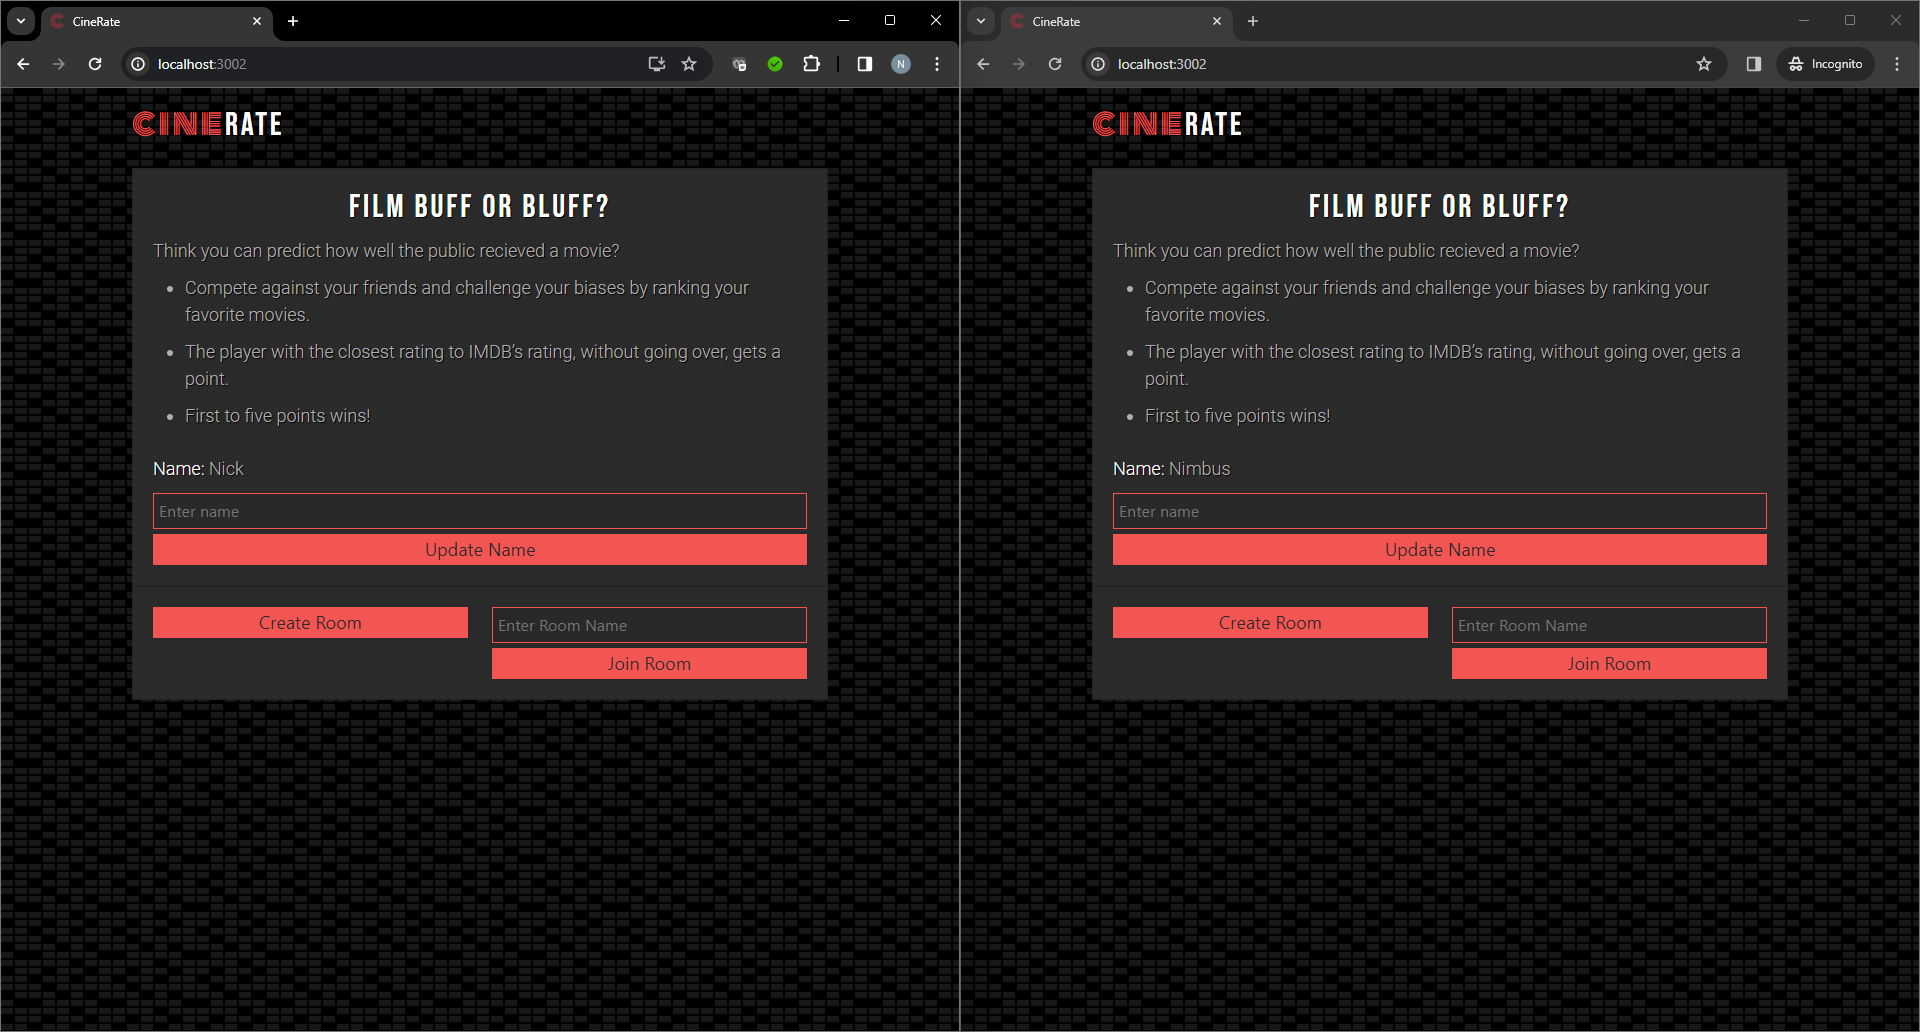 CineRate
localhost:3002
N
CINERATE
FILM BUFF OR BLUFF?
Think you can predict how well the public recieved a movie?
• Compete against your friends and challenge your biases by ranking your
favorite movies.
• The player with the closest rating to IMDB’s rating, without going over, gets a
point.
• First to five points wins!
Name: Nick
Enter name
Update Name
Create Room
Enter Room Name
Join Room
CineRate
localhost:3002
Incognito
CINERATE
FILM BUFF OR BLUFF?
Think you can predict how well the public recieved a movie?
• Compete against your friends and challenge your biases by ranking your
favorite movies.
• The player with the closest rating to IMDB’s rating, without going over, gets a
point.
• First to five points wins!
Name: Nimbus
Enter name
Update Name
Create Room
Enter Room Name
Join Room